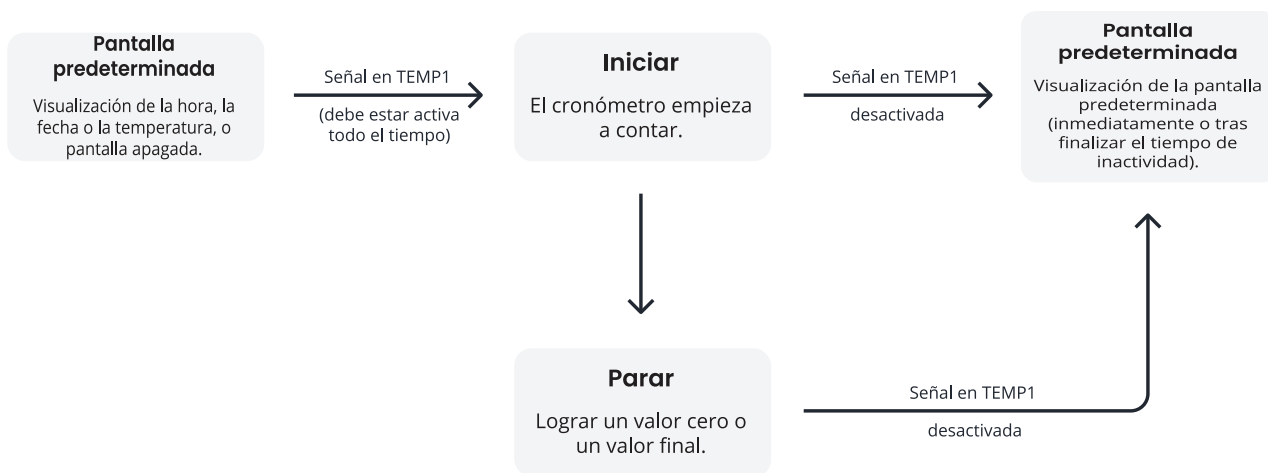 Pantalla
predeterminada
Visualización de la hora, la
fecha o la temperatura, o
pantalla apagada.
Señal en TEMP1
(debe estar activa
todo el tiempo)
Iniciar
El cronómetro empieza
a contar.
Señal en TEMP1
desactivada
Pantalla
predeterminada
Visualización de la pantalla
predeterminada
(inmediatamente o tras
finalizar el tiempo de
inactividad).
Parar
Lograr un valor cero o
un valor final.
Señal en TEMP1
desactivada